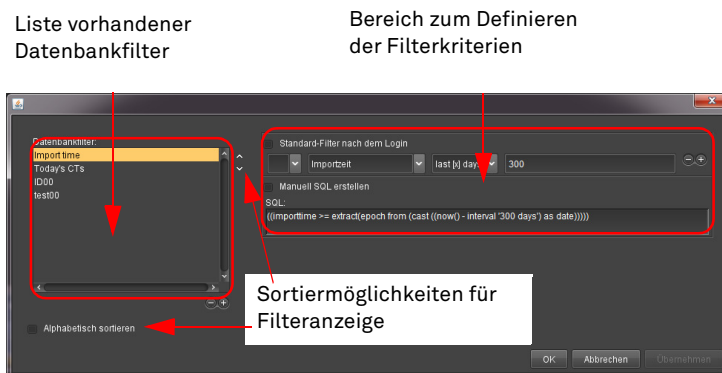 Liste vorhandener
Datenbankfilter
Bereich zum Definieren
der Filterkriterien
Datenbankfilter:
Import time
Today's CTs
ID00
test00
Alphabetisch sortieren
Standard-Filter nach dem Login
Importzeit
last [x] days
300
Manuell SQL erstellen
SQL:
((importtime >= extract(epoch from (cast ((now() - interval '300 days') as date)))))
Sortiermöglichkeiten für
Filteranzeige
OK
Abbrechen
Übernehmen